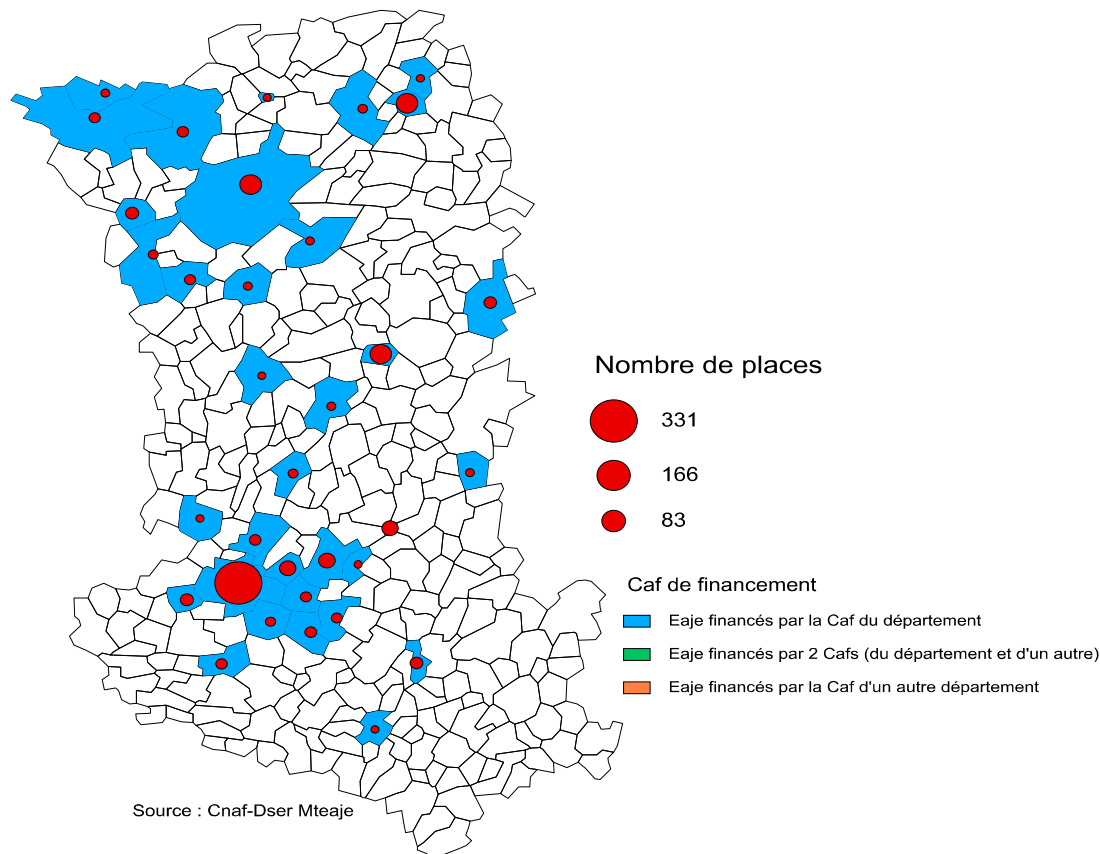 Nombre de places
331
166
83
Caf de financement
Eaje financés par la Caf du département
Eaje financés par 2 Cafs (du département et d'un autre)
Eaje financés par la Caf d'un autre département
Source : Cnaf-Dser Mteaje